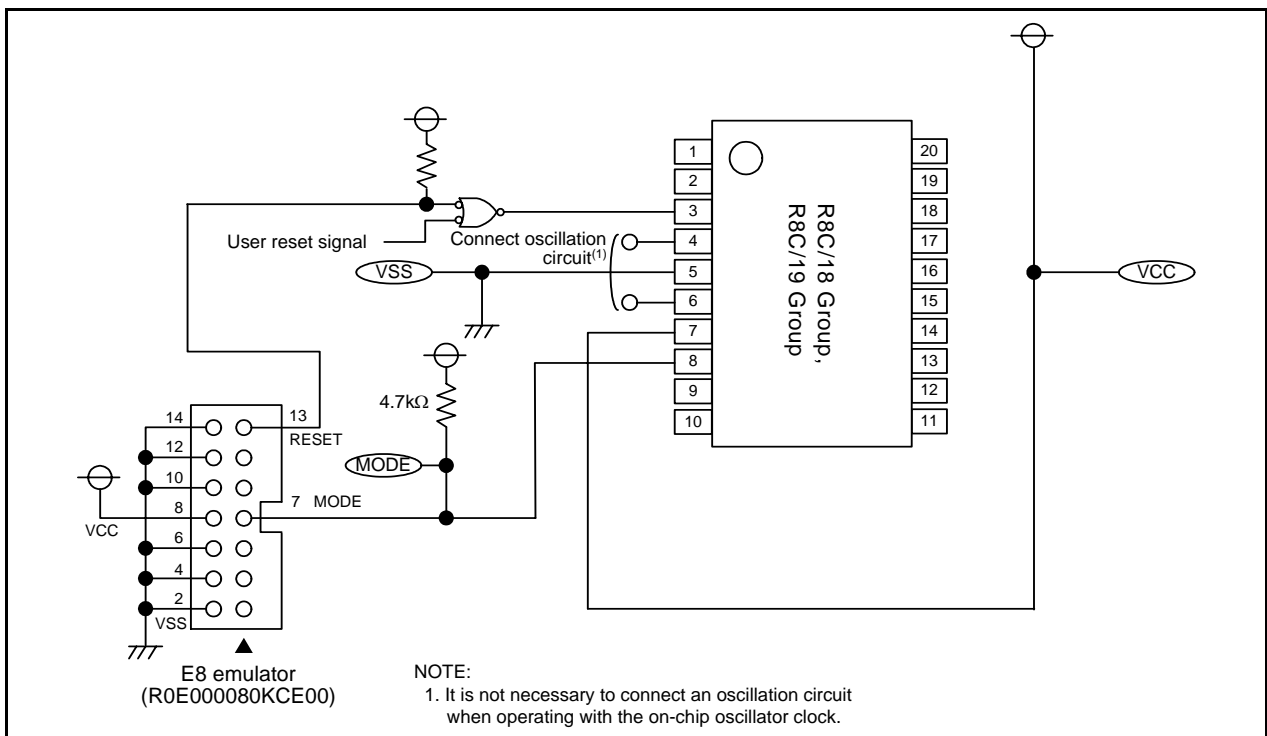 1
2
3
4
5
6
7
8
9
10
20
19
18
17
16
15
14
13
12
11
R8C/18 Group,
R8C/19 Group
User reset signal
Connect oscillation
circuit(1)
VSS
VCC
4.7kΩ
MODE
14
12
10
8
6
4
2
13
RESET
7 MODE
VCC
VSS
E8 emulator
(R0E000080KCE00)
NOTE:
1. It is not necessary to connect an oscillation circuit
when operating with the on-chip oscillator clock.